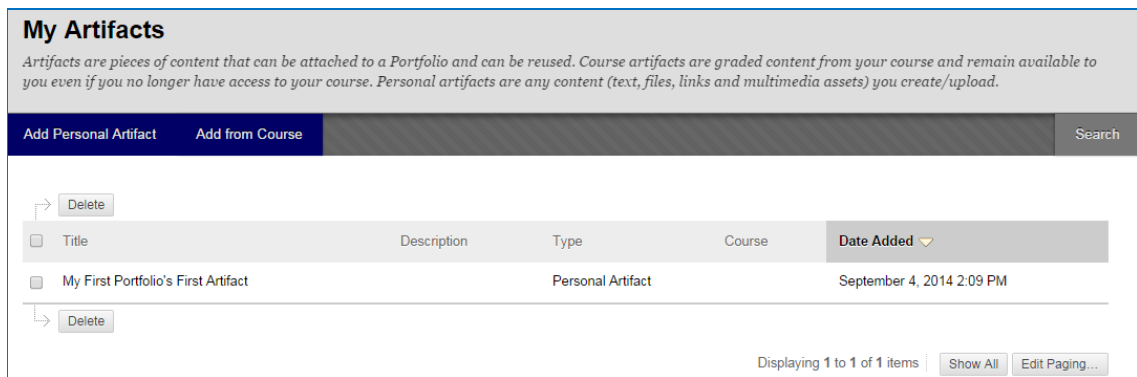 My Artifacts
Artifacts are pieces of content that can be attached to a Portfolio and can be reused. Course artifacts are graded content from your course and remain available to
you even if you no longer have access to your course. Personal artifacts are any content (text, files, links and multimedia assets) you create/upload.
Add Personal Artifact Add from Course Search
Delete
Title Description Type Course Date Added
My First Portfolio's First Artifact Personal Artifact September 4, 2014 2:09 PM
Delete
Displaying 1 to 1 of 1 items Show All Edit Paging...